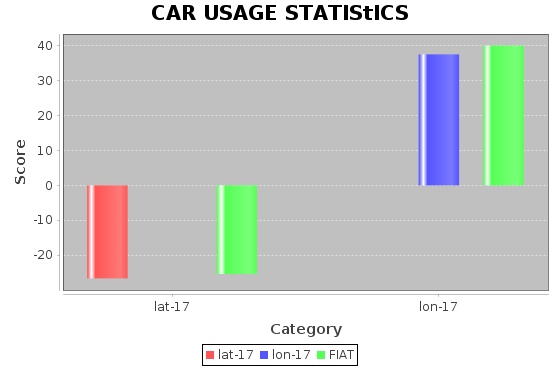 CAR USAGE STATIStICS
40
30
20
10
0
-10
-20
Score
lat-17 lon-17
Category
lat-17 lon-17 FIAT